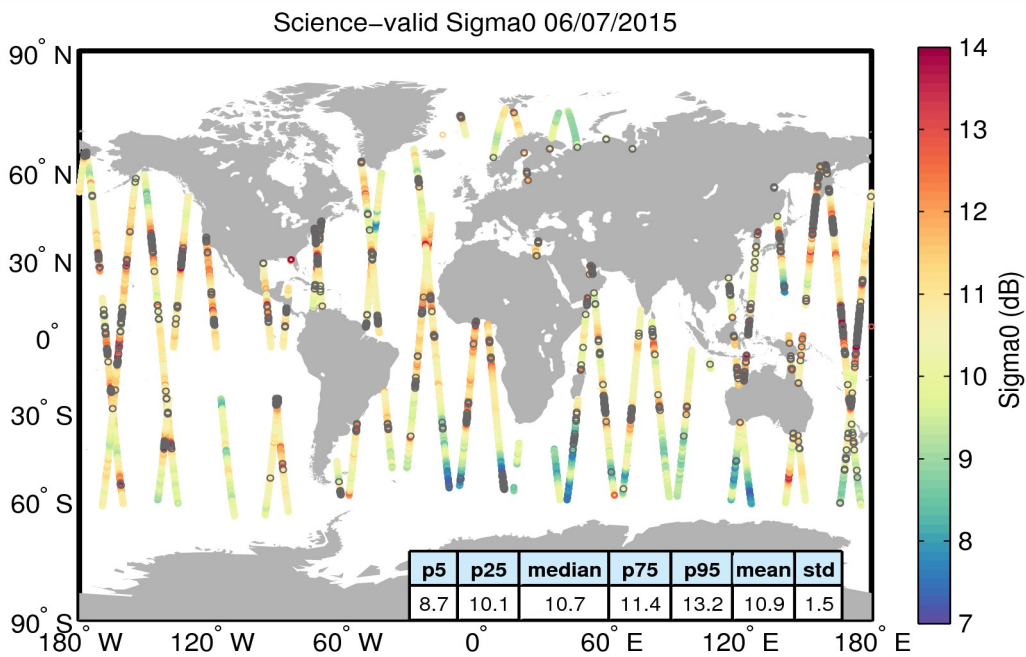 Science−valid Sigma0 06/07/2015
90° N
60° N
30° N
0°
30° S
60° S
90° S
180° W
120° W
60° W
0°
60° E
120° E
180° E
p5 p25 median p75 p95 mean std
8.7 10.1 10.7 11.4 13.2 10.9 1.5
14
13
12
11
10
9
8
7
Sigma0 (dB)